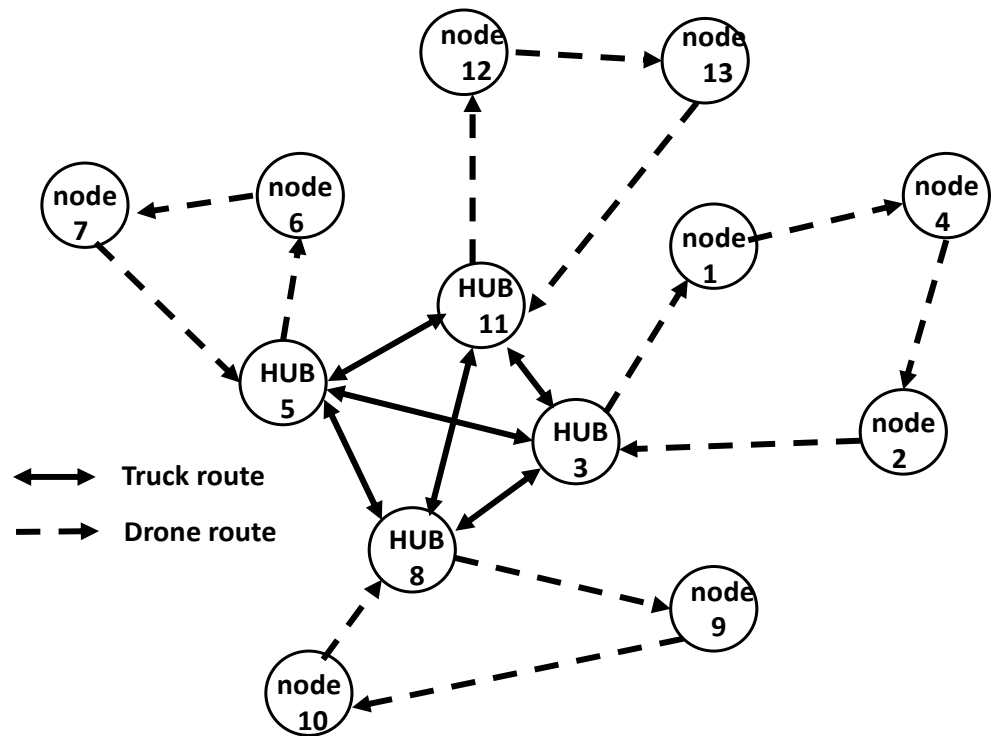 node
12
node
13
node
7
node
6
node
4
node
1
HUB
11
HUB
5
HUB
3
node
2
Truck route
Drone route
HUB
8
node
9
node
10